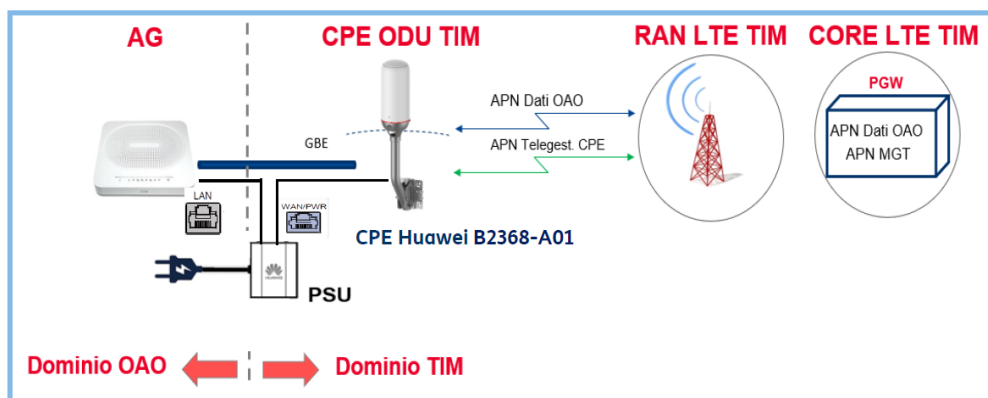 AG
CPE ODU TIM
RAN LTE TIM
CORE LTE TIM
PGW
APN Dati OAO
APN Dati OAO
APN MGT
GBE
APN Telegest. CPE
LAN
WAN/PWR
CPE Huawei B2368-A01
HUAWEI
PSU
Dominio OAO
Dominio TIM